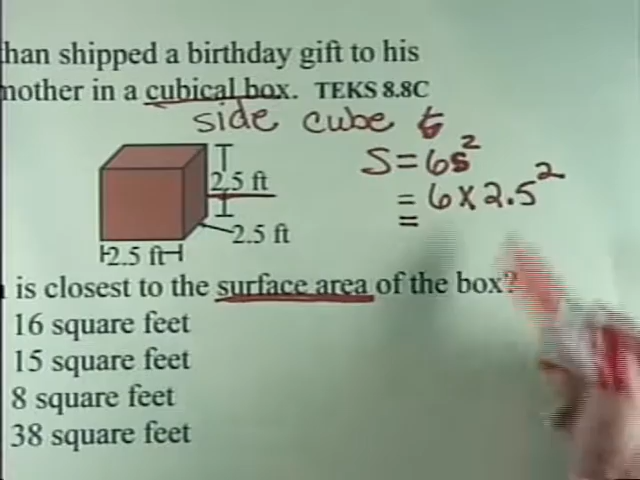 han shipped a birthday gift to his
mother in a cubical box. TEKS 8.8C
side cube 6
S = 6s²
2.5 ft
= 6 x 2.5²
=
2.5 ft
2.5 ft
is closest to the surface area of the box?
16 square feet
15 square feet
8 square feet
38 square feet